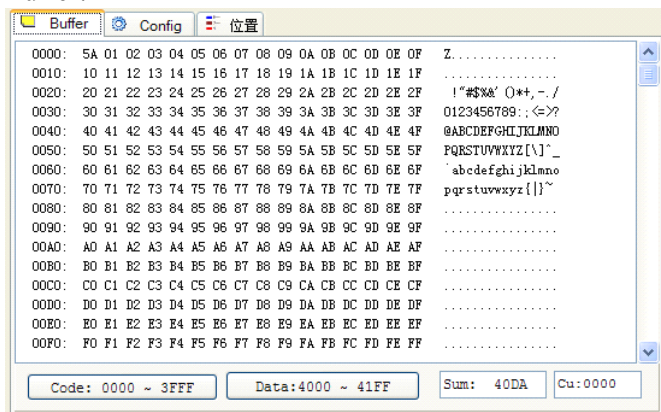 Buffer Config 位置
0000: 5A 01 02 03 04 05 06 07 08 09 0A 0B 0C 0D 0E 0F Z...............
0010: 10 11 12 13 14 15 16 17 18 19 1A 1B 1C 1D 1E 1F ................
0020: 20 21 22 23 24 25 26 27 28 29 2A 2B 2C 2D 2E 2F  !"#$%&'()*+,-./
0030: 30 31 32 33 34 35 36 37 38 39 3A 3B 3C 3D 3E 3F 0123456789:;<=>?
0040: 40 41 42 43 44 45 46 47 48 49 4A 4B 4C 4D 4E 4F @ABCDEFGHIJKLMNO
0050: 50 51 52 53 54 55 56 57 58 59 5A 5B 5C 5D 5E 5F PQRSTUVWXYZ[\]^_
0060: 60 61 62 63 64 65 66 67 68 69 6A 6B 6C 6D 6E 6F `abcdefghijklmno
0070: 70 71 72 73 74 75 76 77 78 79 7A 7B 7C 7D 7E 7F pqrstuvwxyz{|}~
0080: 80 81 82 83 84 85 86 87 88 89 8A 8B 8C 8D 8E 8F ................
0090: 90 91 92 93 94 95 96 97 98 99 9A 9B 9C 9D 9E 9F ................
00A0: A0 A1 A2 A3 A4 A5 A6 A7 A8 A9 AA AB AC AD AE AF ................
00B0: B0 B1 B2 B3 B4 B5 B6 B7 B8 B9 BA BB BC BD BE BF ................
00C0: C0 C1 C2 C3 C4 C5 C6 C7 C8 C9 CA CB CC CD CE CF ................
00D0: D0 D1 D2 D3 D4 D5 D6 D7 D8 D9 DA DB DC DD DE DF ................
00E0: E0 E1 E2 E3 E4 E5 E6 E7 E8 E9 EA EB EC ED EE EF ................
00F0: F0 F1 F2 F3 F4 F5 F6 F7 F8 F9 FA FB FC FD FE FF ................
Code: 0000 ~ 3FFF Data:4000 ~ 41FF Sum: 40DA Cu:0000